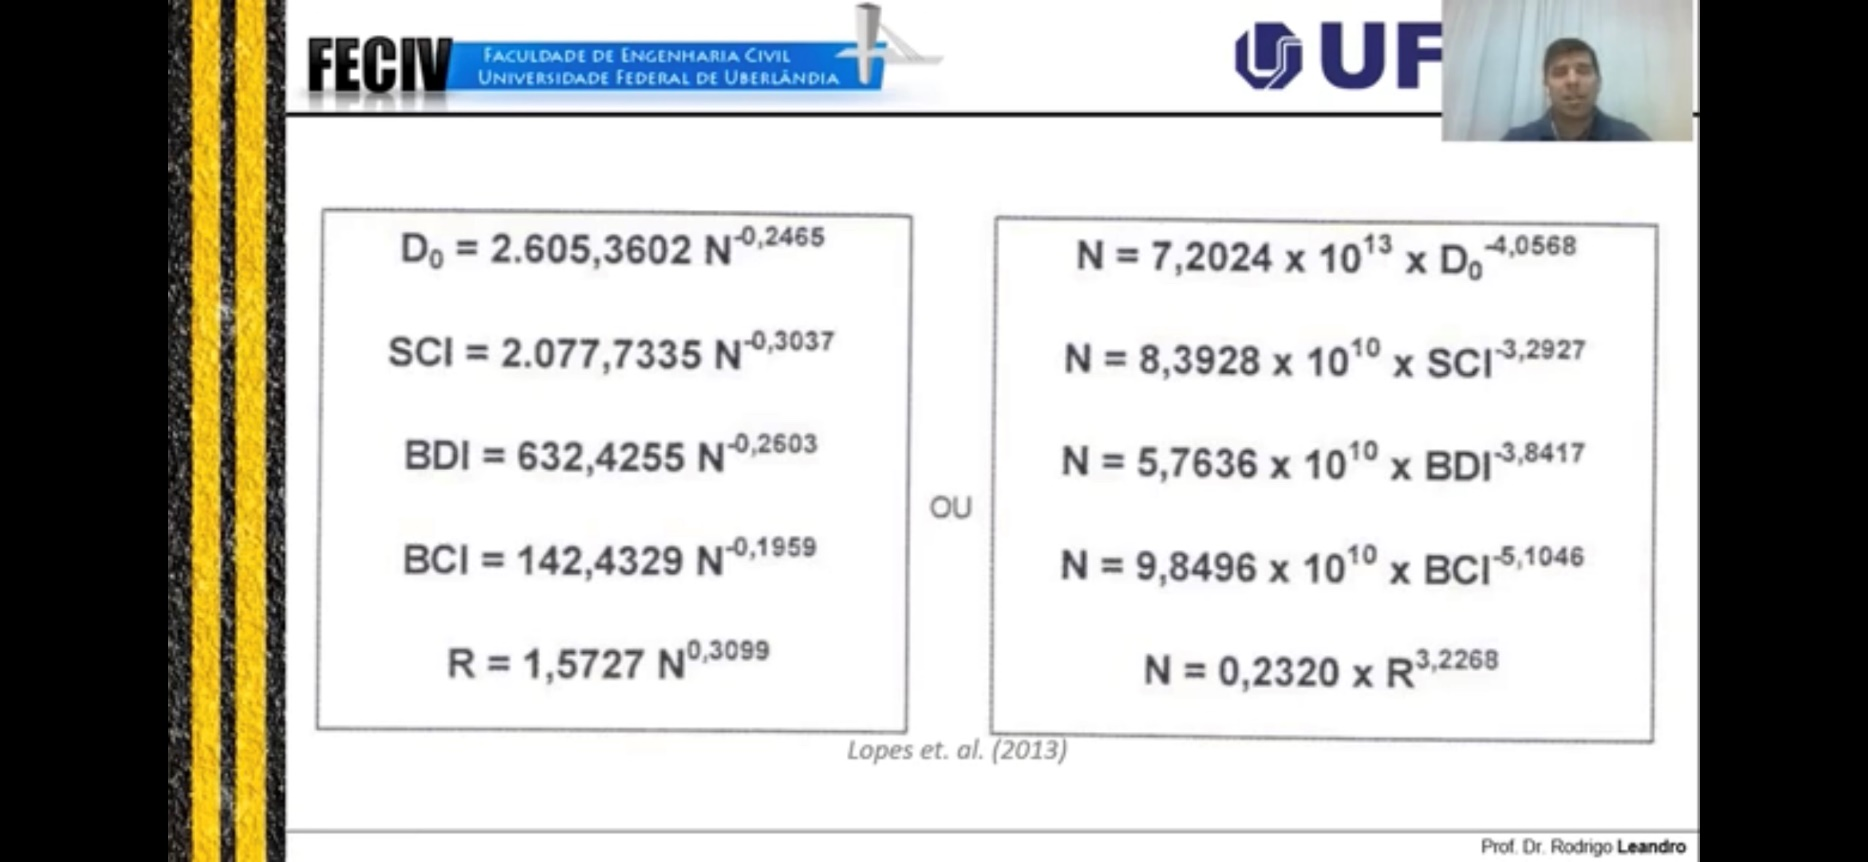 FECIV
FACULDADE DE ENGENHARIA CIVIL
UNIVERSIDADE FEDERAL DE UBERLÂNDIA
UF
D₀ = 2.605,3602 N⁻⁰,²⁴⁶⁵
SCI = 2.077,7335 N⁻⁰,³⁰³⁷
BDI = 632,4255 N⁻⁰,²⁶⁰³
BCI = 142,4329 N⁻⁰,¹⁹⁵⁹
R = 1,5727 N⁰,³⁰⁹⁹
OU
N = 7,2024 x 10¹³ x D₀⁻⁴,⁰⁵⁶⁸
N = 8,3928 x 10¹⁰ x SCI⁻³,²⁹²⁷
N = 5,7636 x 10¹⁰ x BDI⁻³,⁸⁴¹⁷
N = 9,8496 x 10¹⁰ x BCI⁻⁵,¹⁰⁴⁶
N = 0,2320 x R³,²²⁶⁸
Lopes et. al. (2013)
Prof. Dr. Rodrigo Leandro